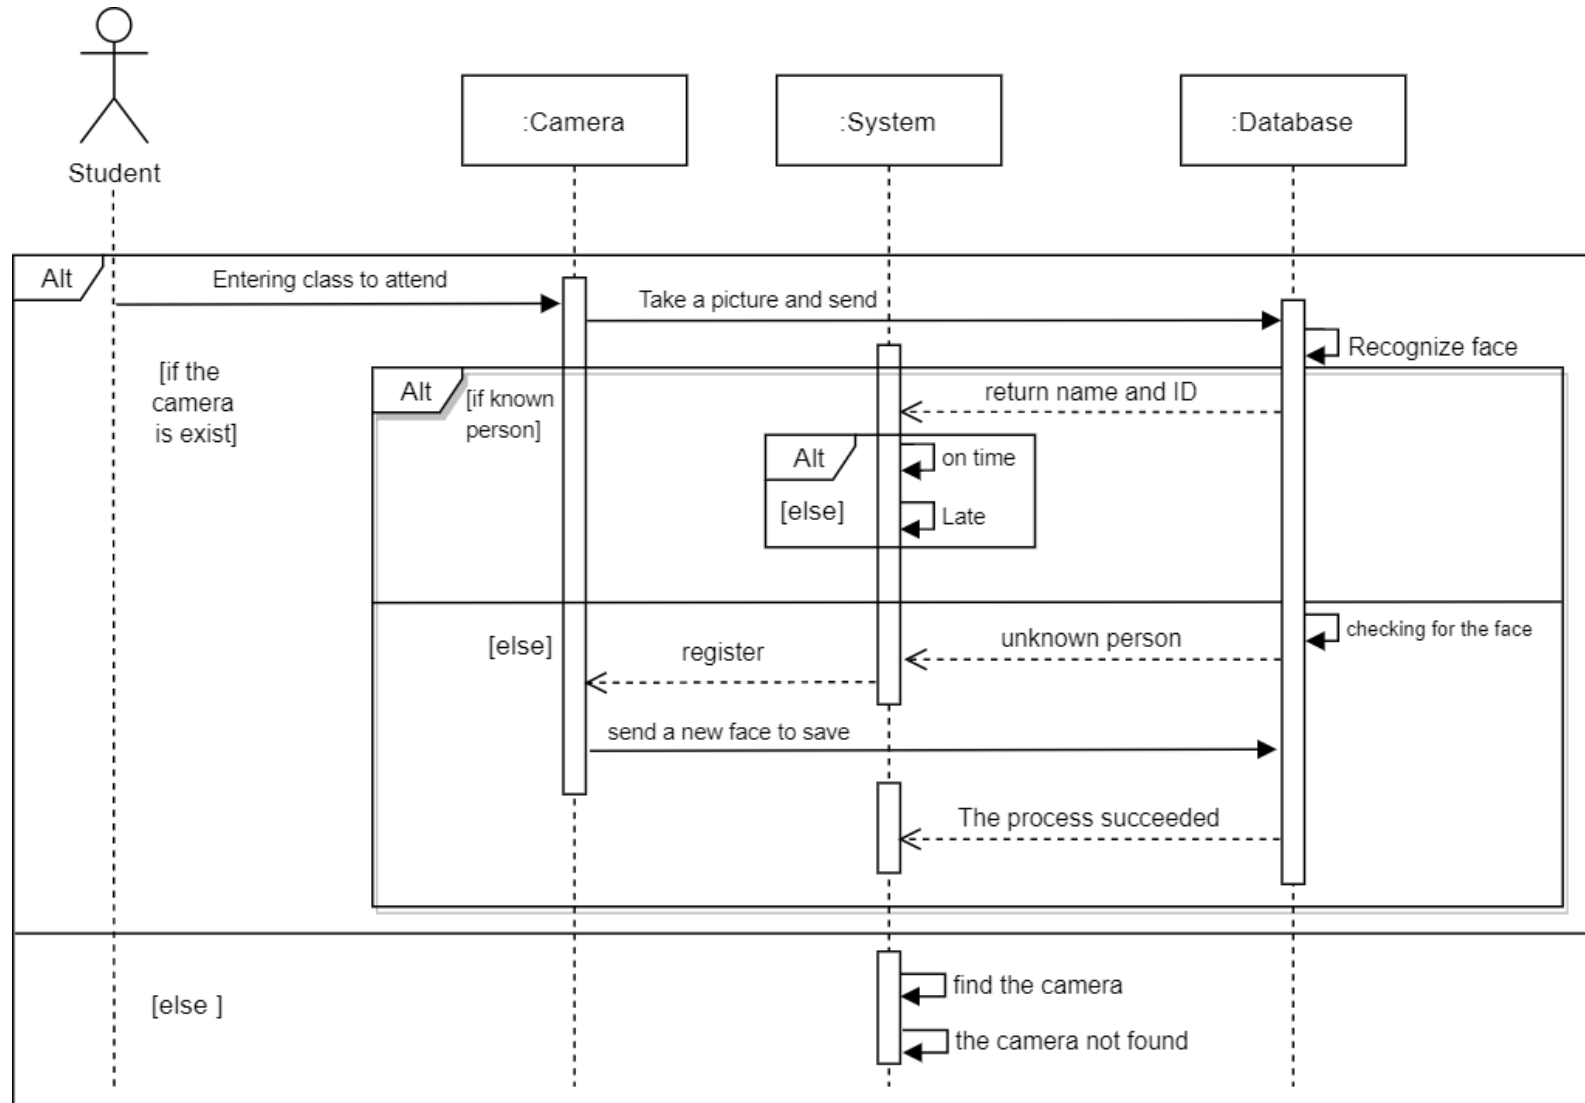 Student
:Camera
:System
:Database
Alt
Entering class to attend
Take a picture and send
Recognize face
[if the
camera
is exist]
Alt
[if known
person]
return name and ID
Alt
on time
[else]
Late
checking for the face
[else]
register
unknown person
send a new face to save
The process succeeded
[else ]
find the camera
the camera not found